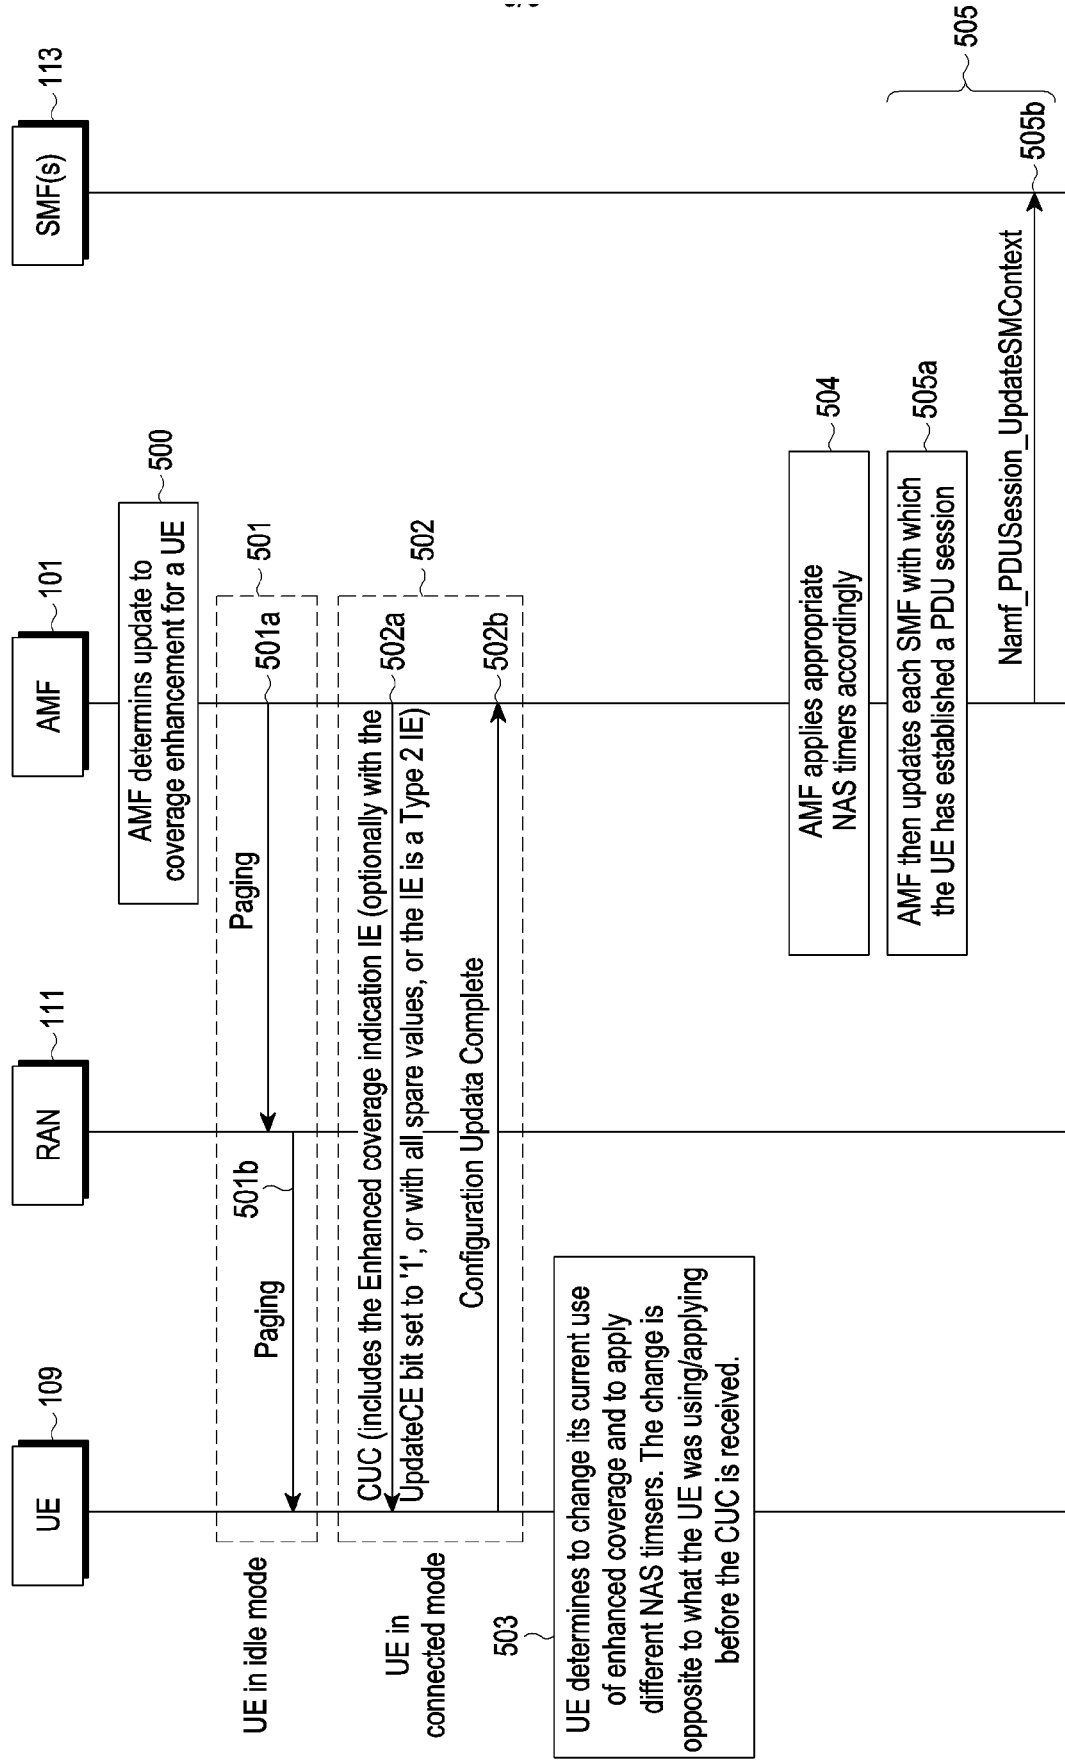 UE
109
RAN
111
AMF
101
SMF(s)
113
AMF determins update to
coverage enhancement for a UE
500
501
UE in idle mode
Paging
501a
Paging
501b
502
UE in
connected mode
CUC (includes the Enhanced coverage indication IE (optionally with the
UpdateCE bit set to '1', or with all spare values, or the IE is a Type 2 IE)
502a
Configuration Updata Complete
502b
503
UE determines to change its current use
of enhanced coverage and to apply
different NAS timsers. The change is
opposite to what the UE was using/applying
before the CUC is received.
AMF applies appropriate
NAS timers accordingly
504
AMF then updates each SMF with which
the UE has established a PDU session
505a
505
Namf_PDUSession_UpdateSMContext
505b